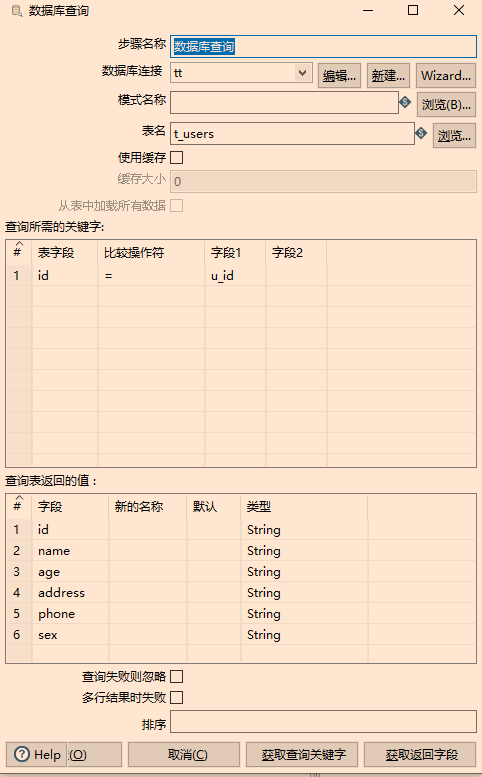 数据库查询
步骤名称 数据库查询
数据库连接 tt 编辑... 新建... Wizard...
模式名称 浏览(B)...
表名 t_users 浏览...
使用缓存
缓存大小 0
从表中加载所有数据
查询所需的关键字:
# 表字段 比较操作符 字段1 字段2
1 id = u_id
查询表返回的值：
# 字段 新的名称 默认 类型
1 id String
2 name String
3 age String
4 address String
5 phone String
6 sex String
查询失败则忽略
多行结果时失败
排序
Help (O) 取消(C) 获取查询关键字 获取返回字段